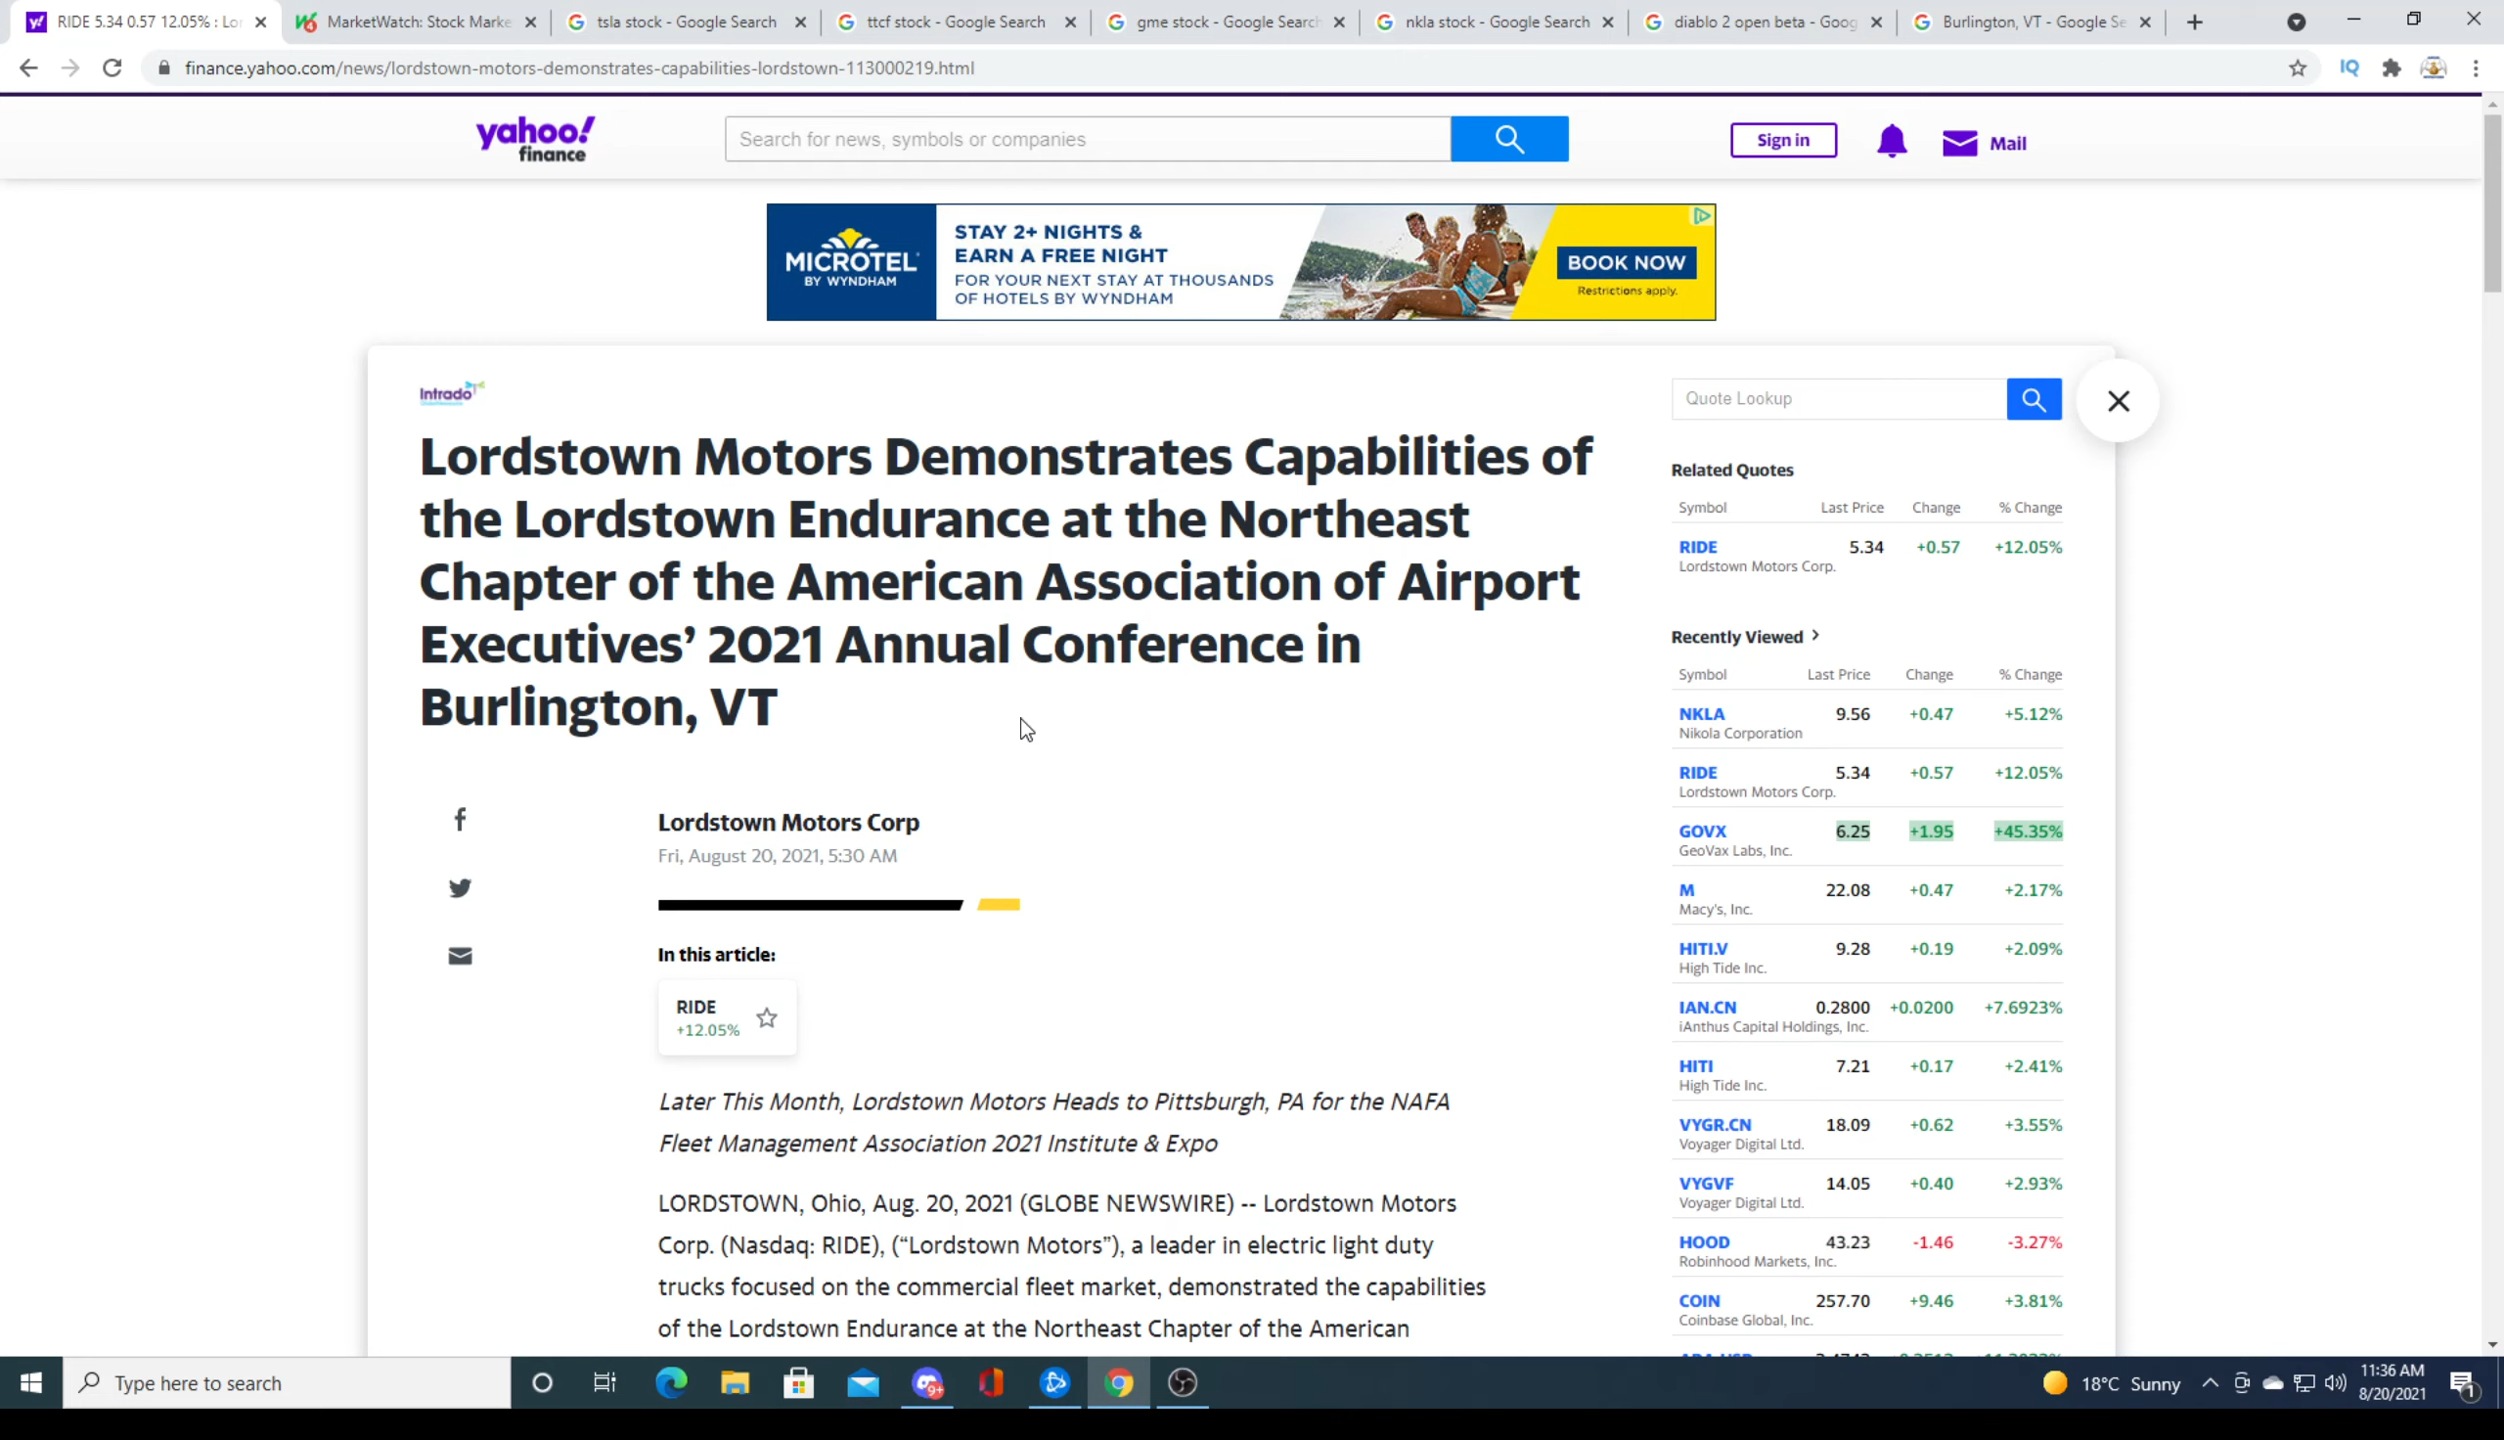 RIDE 5.34 0.57 12.05% : Lo
MarketWatch: Stock Marke
tsla stock - Google Search
ttcf stock - Google Search
gme stock - Google Search
nkla stock - Google Search
diablo 2 open beta - Goog
Burlington, VT - Google Se
finance.yahoo.com/news/lordstown-motors-demonstrates-capabilities-lordstown-113000219.html
IQ
yahoo!
finance
Search for news, symbols or companies
Sign in
Mail
MICROTEL
BY WYNDHAM
STAY 2+ NIGHTS &
EARN A FREE NIGHT
FOR YOUR NEXT STAY AT THOUSANDS
OF HOTELS BY WYNDHAM
BOOK NOW
Restrictions apply.
Intrado
Lordstown Motors Demonstrates Capabilities of
the Lordstown Endurance at the Northeast
Chapter of the American Association of Airport
Executives’ 2021 Annual Conference in
Burlington, VT
Lordstown Motors Corp
Fri, August 20, 2021, 5:30 AM
In this article:
RIDE
+12.05%
Later This Month, Lordstown Motors Heads to Pittsburgh, PA for the NAFA
Fleet Management Association 2021 Institute & Expo
LORDSTOWN, Ohio, Aug. 20, 2021 (GLOBE NEWSWIRE) -- Lordstown Motors
Corp. (Nasdaq: RIDE), (“Lordstown Motors”), a leader in electric light duty
trucks focused on the commercial fleet market, demonstrated the capabilities
of the Lordstown Endurance at the Northeast Chapter of the American
Quote Lookup
Related Quotes
Symbol Last Price Change % Change
RIDE 5.34 +0.57 +12.05%
Lordstown Motors Corp.
Recently Viewed
Symbol Last Price Change % Change
NKLA 9.56 +0.47 +5.12%
Nikola Corporation
RIDE 5.34 +0.57 +12.05%
Lordstown Motors Corp.
GOVX 6.25 +1.95 +45.35%
GeoVax Labs, Inc.
M 22.08 +0.47 +2.17%
Macy's, Inc.
HITI.V 9.28 +0.19 +2.09%
High Tide Inc.
IAN.CN 0.2800 +0.0200 +7.6923%
iAnthus Capital Holdings, Inc.
HITI 7.21 +0.17 +2.41%
High Tide Inc.
VYGR.CN 18.09 +0.62 +3.55%
Voyager Digital Ltd.
VYGVF 14.05 +0.40 +2.93%
Voyager Digital Ltd.
HOOD 43.23 -1.46 -3.27%
Robinhood Markets, Inc.
COIN 257.70 +9.46 +3.81%
Coinbase Global, Inc.
Type here to search
9+
18°C Sunny
11:36 AM
8/20/2021
1